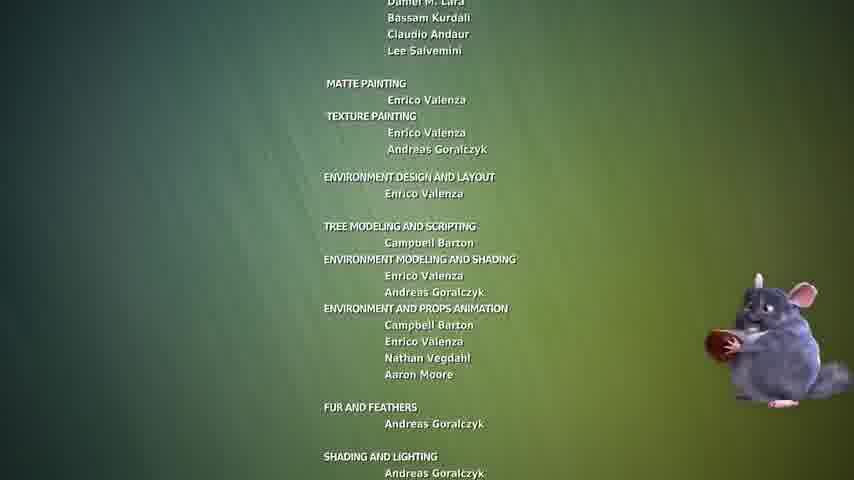 Daniel M. Lara
Bassam Kurdali
Claudio Andaur
Lee Salvemini
MATTE PAINTING
Enrico Valenza
TEXTURE PAINTING
Enrico Valenza
Andreas Goralczyk
ENVIRONMENT DESIGN AND LAYOUT
Enrico Valenza
TREE MODELING AND SCRIPTING
Campbell Barton
ENVIRONMENT MODELING AND SHADING
Enrico Valenza
Andreas Goralczyk
ENVIRONMENT AND PROPS ANIMATION
Campbell Barton
Enrico Valenza
Nathan Vegdahl
Aaron Moore
FUR AND FEATHERS
Andreas Goralczyk
SHADING AND LIGHTING
Andreas Goralczyk